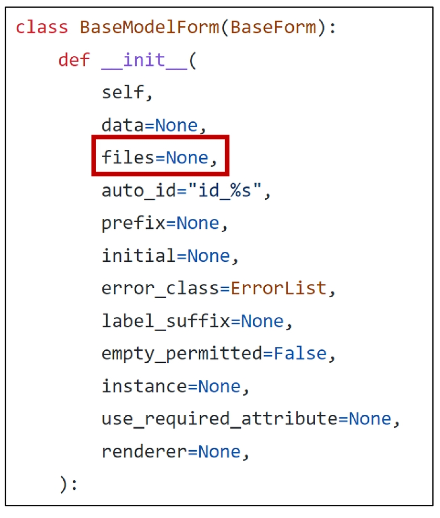 class BaseModelForm(BaseForm):
    def __init__(
        self,
        data=None,
        files=None,
        auto_id="id_%s",
        prefix=None,
        initial=None,
        error_class=ErrorList,
        label_suffix=None,
        empty_permitted=False,
        instance=None,
        use_required_attribute=None,
        renderer=None,
    ):